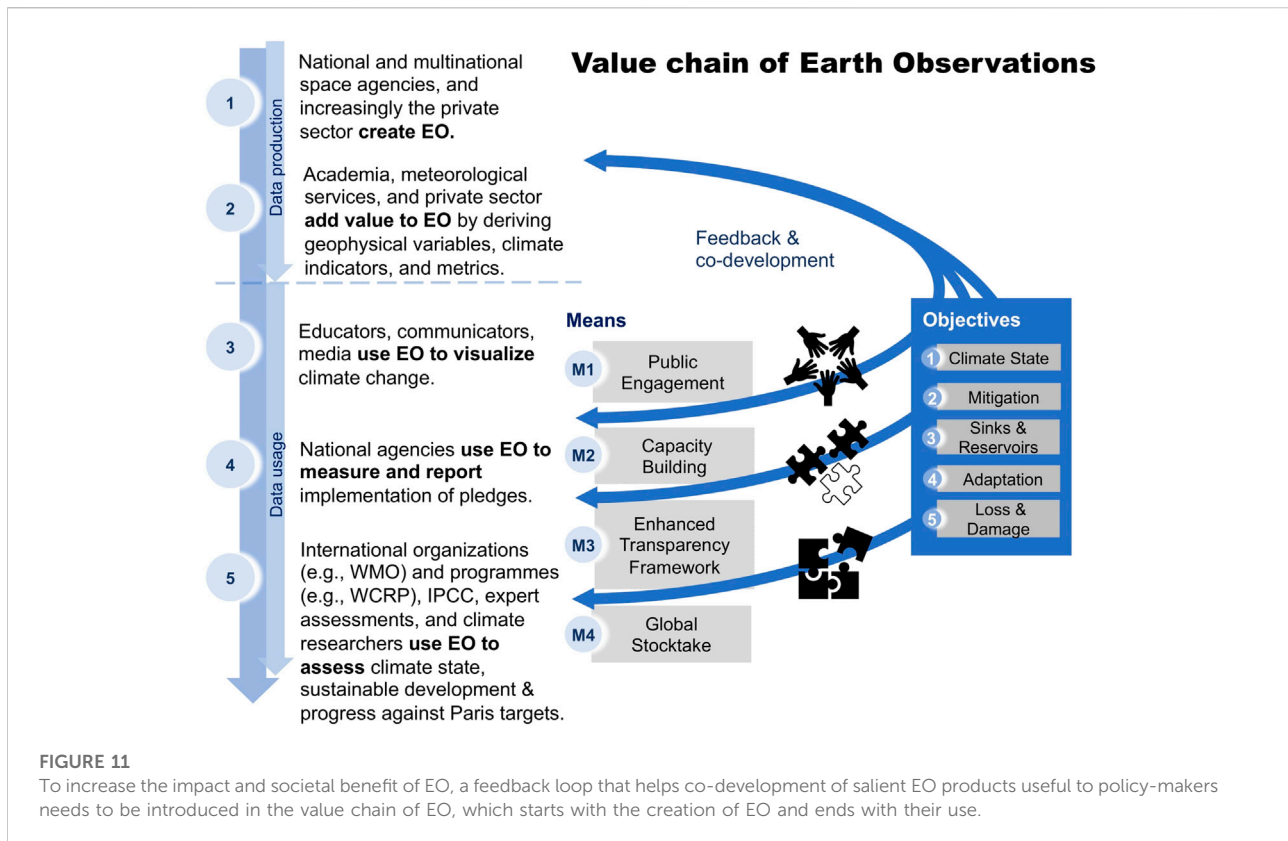 Value chain of Earth Observations
1
National and multinational
space agencies, and
increasingly the private
sector create EO.
Data production
2
Academia, meteorological
services, and private sector
add value to EO by deriving
geophysical variables, climate
indicators, and metrics.
Feedback &
co-development
3
Educators, communicators,
media use EO to visualize
climate change.
Data usage
4
National agencies use EO to
measure and report
implementation of pledges.
5
International organizations
(e.g., WMO) and programmes
(e.g., WCRP), IPCC, expert
assessments, and climate
researchers use EO to
assess climate state,
sustainable development &
progress against Paris targets.
Means
M1
Public
Engagement
M2
Capacity
Building
M3
Enhanced
Transparency
Framework
M4
Global
Stocktake
Objectives
1 Climate State
2 Mitigation
3 Sinks &
Reservoirs
4 Adaptation
5 Loss &
Damage
FIGURE 11
To increase the impact and societal benefit of EO, a feedback loop that helps co-development of salient EO products useful to policy-makers
needs to be introduced in the value chain of EO, which starts with the creation of EO and ends with their use.